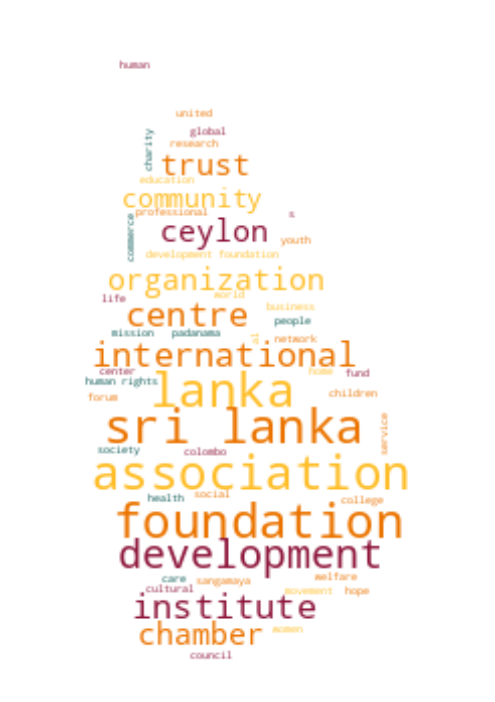 human
united
global
charity
research
trust
education
community
professional
s
commerce
ceylon
youth
development foundation
organization
life
world
business
centre
people
mission padanama
al
network
international
center
home
fund
human rights
lanka
forum
children
sri lanka
service
society
colombo
association
health
social
college
foundation
development
care
sangamaya
welfare
cultural
movement
hope
institute
chamber
women
council